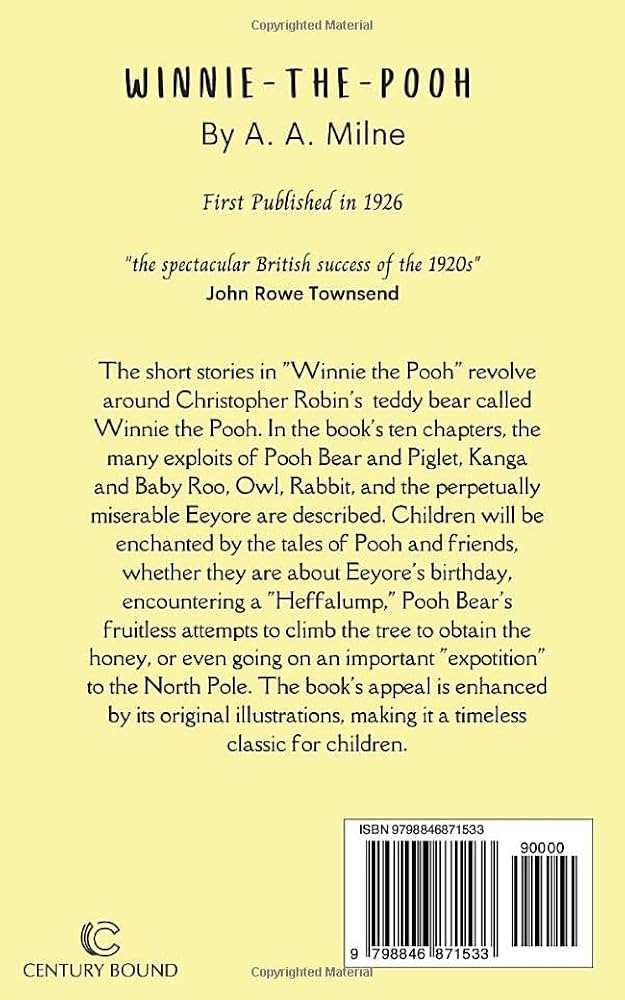 Copyrighted Material
WINNIE-THE-POOH
By A. A. Milne
First Published in 1926
"the spectacular British success of the 1920s"
John Rowe Townsend
The short stories in "Winnie the Pooh" revolve
around Christopher Robin's teddy bear called
Winnie the Pooh. In the book's ten chapters, the
many exploits of Pooh Bear and Piglet, Kanga
and Baby Roo, Owl, Rabbit, and the perpetually
miserable Eeyore are described. Children will be
enchanted by the tales of Pooh and friends,
whether they are about Eeyore's birthday,
encountering a "Heffalump," Pooh Bear's
fruitless attempts to climb the tree to obtain the
honey, or even going on an important "expotition"
to the North Pole. The book's appeal is enhanced
by its original illustrations, making it a timeless
classic for children.
ISBN 9798846871533
90000
9 798846 871533
CENTURY BOUND
Copyrighted Material